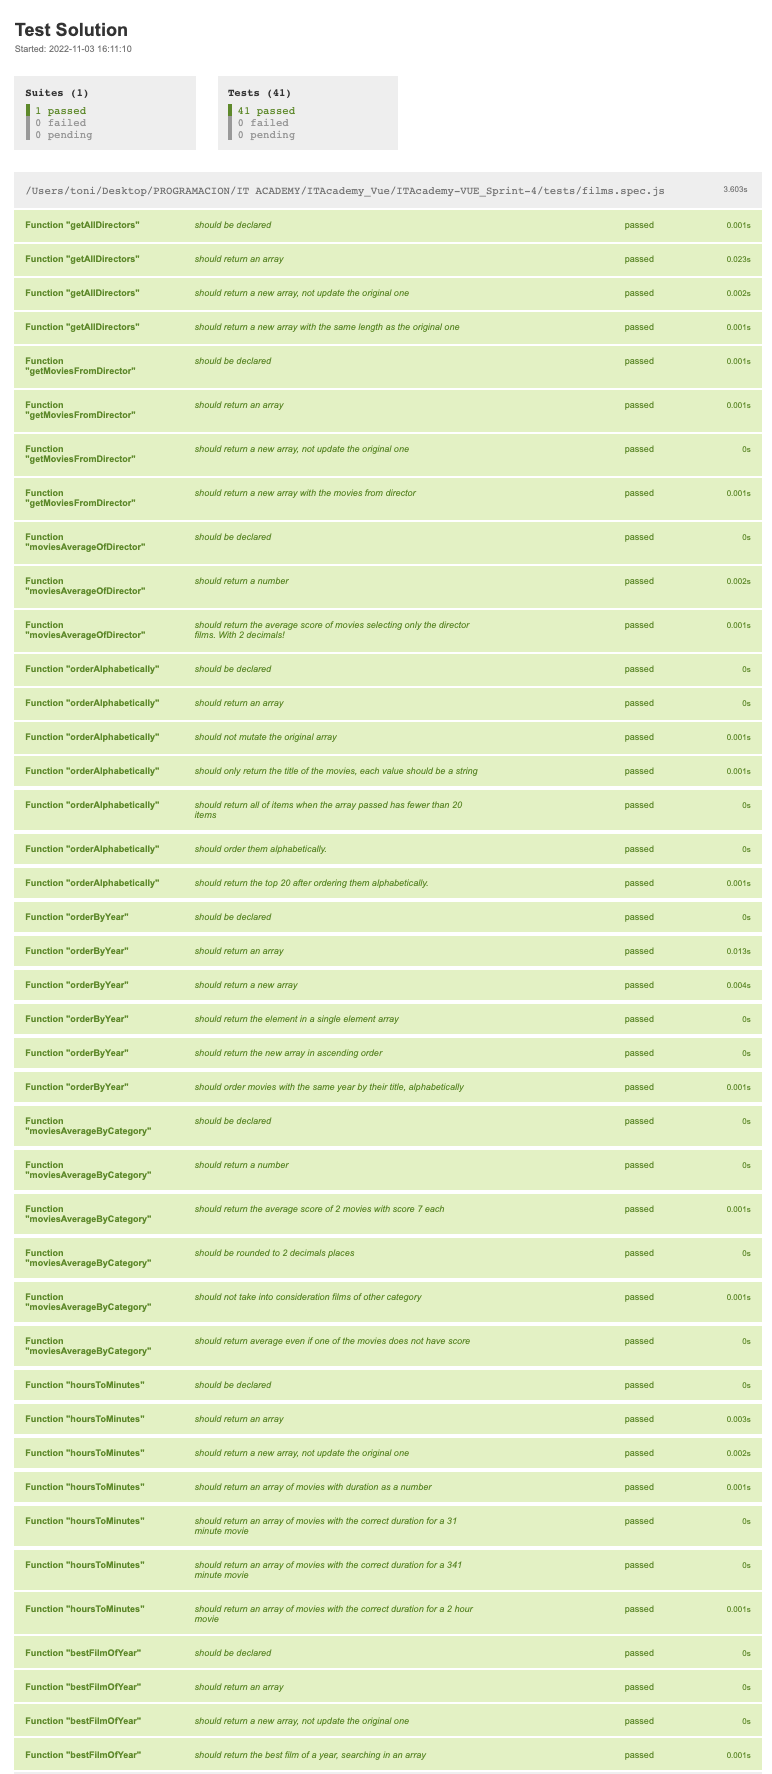 Test Solution
Started: 2022-11-03 16:11:10
Suites (1)
1 passed
0 failed
0 pending
Tests (41)
41 passed
0 failed
0 pending
/Users/toni/Desktop/PROGRAMACION/IT ACADEMY/ITAcademy_Vue/ITAcademy-VUE_Sprint-4/tests/films.spec.js 3.603s
Function "getAllDirectors" should be declared passed 0.001s
Function "getAllDirectors" should return an array passed 0.023s
Function "getAllDirectors" should return a new array, not update the original one passed 0.002s
Function "getAllDirectors" should return a new array with the same length as the original one passed 0.001s
Function should be declared passed 0.001s
"getMoviesFromDirector"
Function should return an array passed 0.001s
"getMoviesFromDirector"
Function should return a new array, not update the original one passed 0s
"getMoviesFromDirector"
Function should return a new array with the movies from director passed 0.001s
"getMoviesFromDirector"
Function should be declared passed 0s
"moviesAverageOfDirector"
Function should return a number passed 0.002s
"moviesAverageOfDirector"
Function should return the average score of movies selecting only the director passed 0.001s
"moviesAverageOfDirector" films. With 2 decimals!
Function "orderAlphabetically" should be declared passed 0s
Function "orderAlphabetically" should return an array passed 0s
Function "orderAlphabetically" should not mutate the original array passed 0.001s
Function "orderAlphabetically" should only return the title of the movies, each value should be a string passed 0.001s
Function "orderAlphabetically" should return all of items when the array passed has fewer than 20 passed 0s
items
Function "orderAlphabetically" should order them alphabetically. passed 0s
Function "orderAlphabetically" should return the top 20 after ordering them alphabetically. passed 0.001s
Function "orderByYear" should be declared passed 0s
Function "orderByYear" should return an array passed 0.013s
Function "orderByYear" should return a new array passed 0.004s
Function "orderByYear" should return the element in a single element array passed 0s
Function "orderByYear" should return the new array in ascending order passed 0s
Function "orderByYear" should order movies with the same year by their title, alphabetically passed 0.001s
Function should be declared passed 0s
"moviesAverageByCategory"
Function should return a number passed 0s
"moviesAverageByCategory"
Function should return the average score of 2 movies with score 7 each passed 0.001s
"moviesAverageByCategory"
Function should be rounded to 2 decimals places passed 0s
"moviesAverageByCategory"
Function should not take into consideration films of other category passed 0.001s
"moviesAverageByCategory"
Function should return average even if one of the movies does not have score passed 0s
"moviesAverageByCategory"
Function "hoursToMinutes" should be declared passed 0s
Function "hoursToMinutes" should return an array passed 0.003s
Function "hoursToMinutes" should return a new array, not update the original one passed 0.002s
Function "hoursToMinutes" should return an array of movies with duration as a number passed 0.001s
Function "hoursToMinutes" should return an array of movies with the correct duration for a 31 passed 0s
minute movie
Function "hoursToMinutes" should return an array of movies with the correct duration for a 341 passed 0s
minute movie
Function "hoursToMinutes" should return an array of movies with the correct duration for a 2 hour passed 0.001s
movie
Function "bestFilmOfYear" should be declared passed 0s
Function "bestFilmOfYear" should return an array passed 0s
Function "bestFilmOfYear" should return a new array, not update the original one passed 0s
Function "bestFilmOfYear" should return the best film of a year, searching in an array passed 0.001s